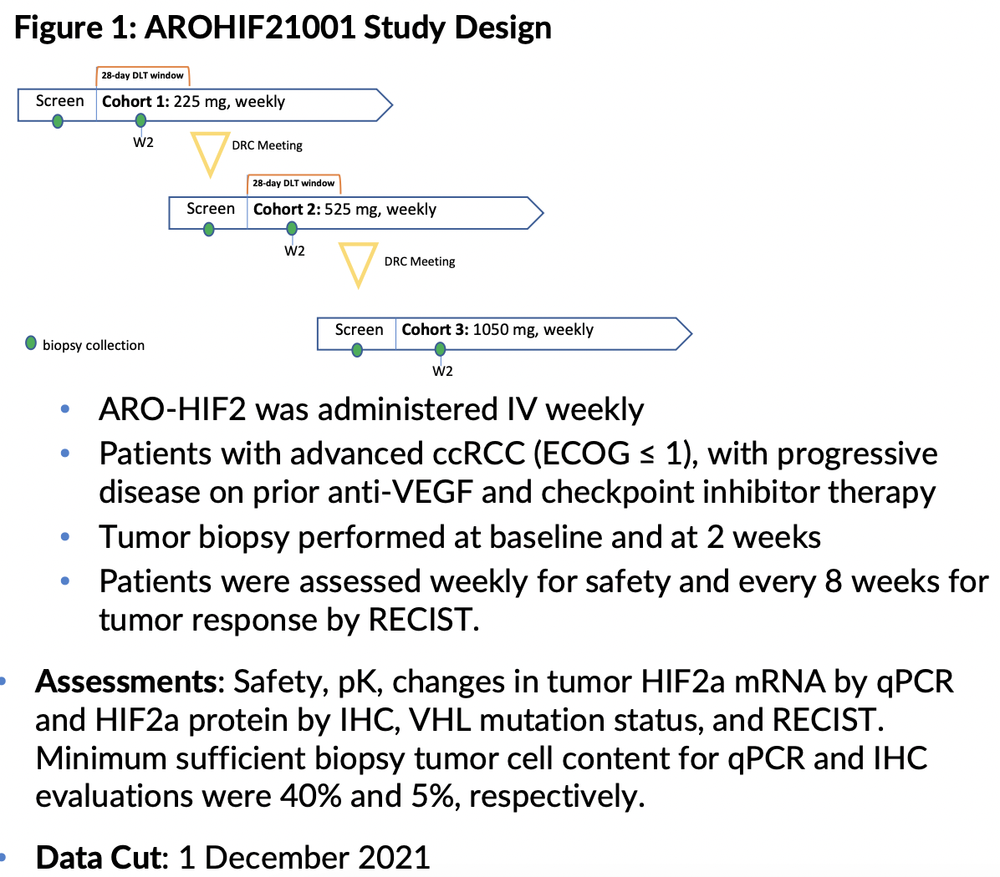 Figure 1: AROHIF21001 Study Design
28-day DLT window
Screen
Cohort 1: 225 mg, weekly
W2
DRC Meeting
28-day DLT window
Screen
Cohort 2: 525 mg, weekly
W2
DRC Meeting
Screen
Cohort 3: 1050 mg, weekly
biopsy collection
W2
• ARO-HIF2 was administered IV weekly
• Patients with advanced ccRCC (ECOG ≤ 1), with progressive
disease on prior anti-VEGF and checkpoint inhibitor therapy
• Tumor biopsy performed at baseline and at 2 weeks
• Patients were assessed weekly for safety and every 8 weeks for
tumor response by RECIST.
• Assessments: Safety, pK, changes in tumor HIF2a mRNA by qPCR
and HIF2a protein by IHC, VHL mutation status, and RECIST.
Minimum sufficient biopsy tumor cell content for qPCR and IHC
evaluations were 40% and 5%, respectively.
• Data Cut: 1 December 2021